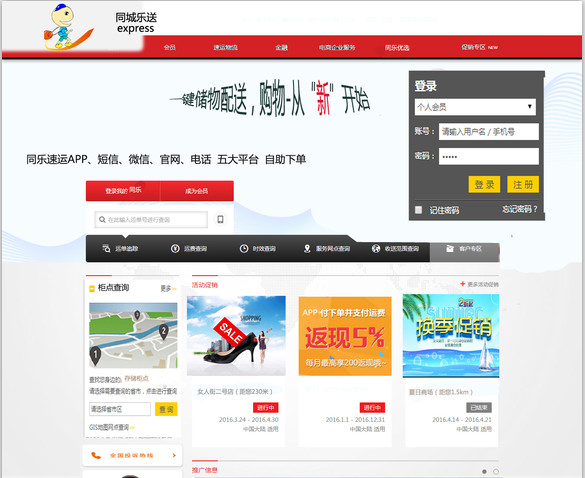 同城乐送
express
会员 速运物流 金融 电商企业服务 同乐优选 促销专区 NEW
一键储物配送，购物-从“新”开始
登录
个人会员
账号： 请输入用户名 / 手机号
密码： •••••
登 录 注 册
记住密码 忘记密码？
同乐速运APP、短信、微信、官网、电话 五大平台 自助下单
登录我的 同乐 成为会员
在此输入运单号进行查询
运单追踪 运费查询 时效查询 服务网点查询 收送范围查询 客户专区
柜点查询 更多
1
2
3
查找您身边的: 存储柜点
请选择需要查询的省市，点击进行查询
请选择省市区 查 询
GIS地图网点查询
全国投诉热线
活动促销 + 更多活动促销
SHOPPING
SALE
女人街二号店（距您230米）
进行中
2016.3.24 - 2016.4.30
中国大陆 适用
APP·付下单并支付运费
返现5%
每月最高享200返现哦~
进行中
2016.1.1 - 2016.12.31
中国大陆 适用
换季促销
夏日商场（距您1.5km）
已结束
2016.4.14 - 2016.4.21
中国大陆 适用
推广信息